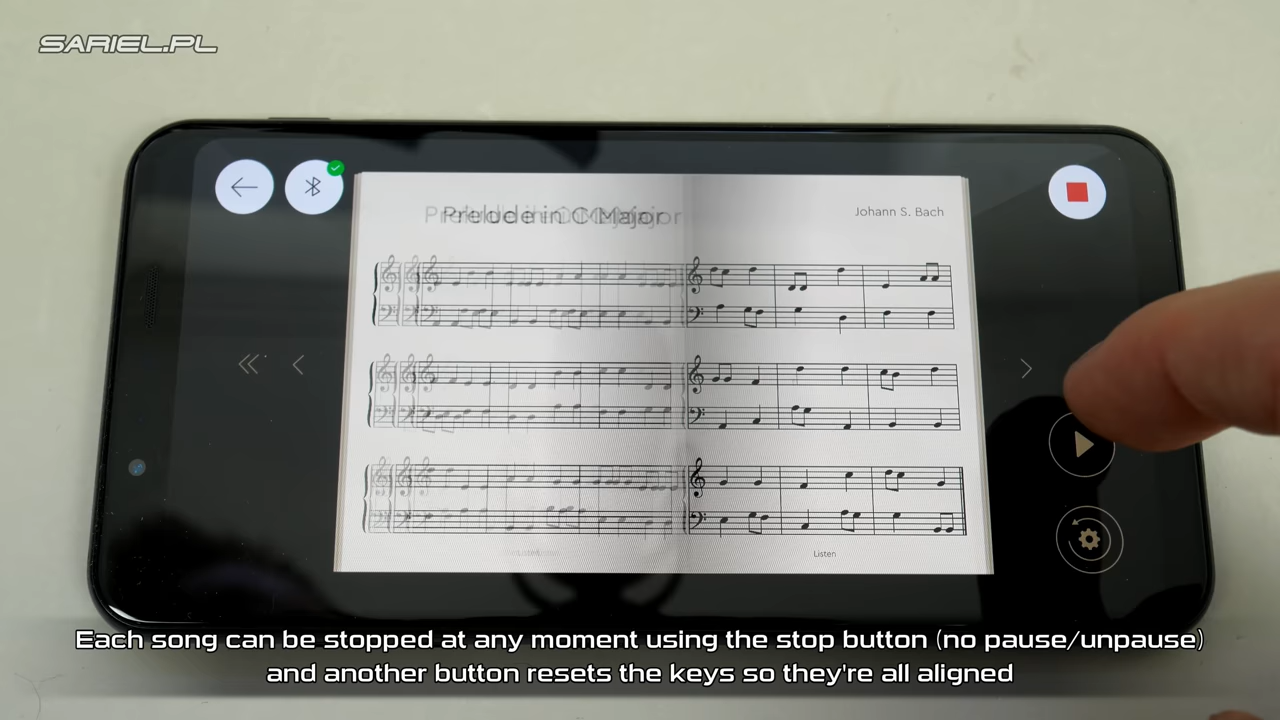 SARIEL.PL
Prelude in C Major
Johann S. Bach
Listen
Each song can be stopped at any moment using the stop button (no pause/unpause)
and another button resets the keys so they're all aligned